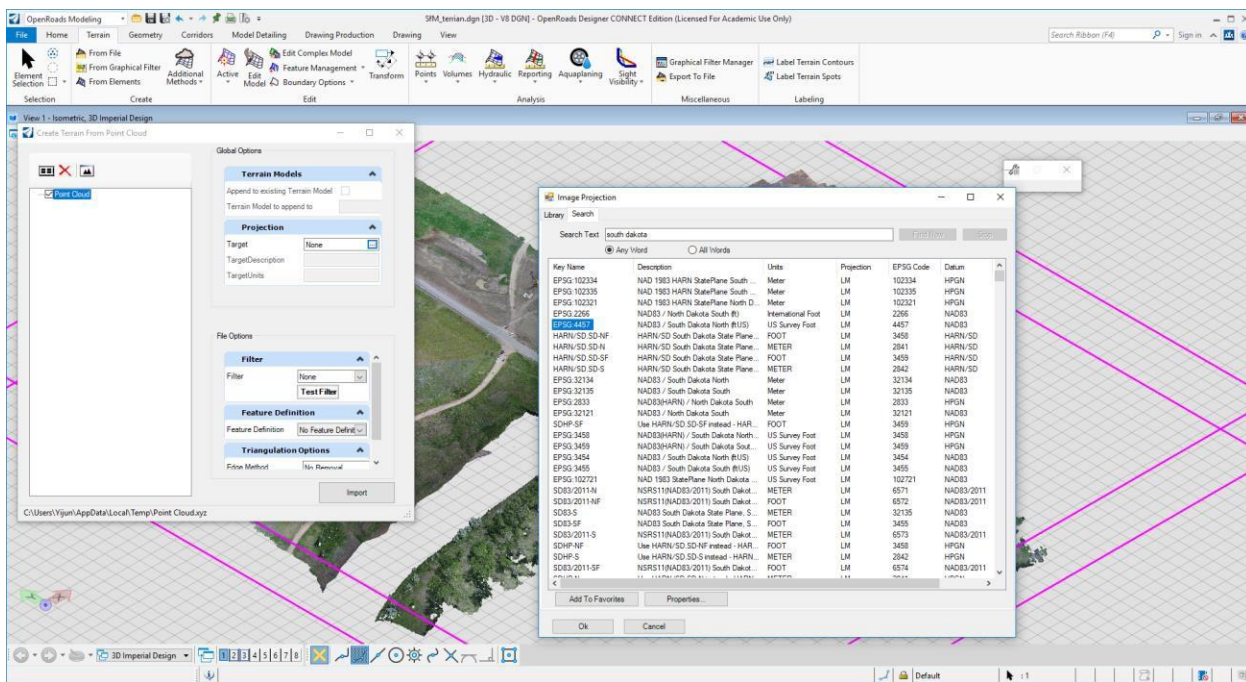 OpenRoads Modeling
SfM_terrian.dgn [3D - V8 DGN] - OpenRoads Designer CONNECT Edition (Licensed For Academic Use Only)
File Home Terrain Geometry Corridors Model Detailing Drawing Production Drawing View
Search Ribbon (F4)
Sign in
Element Selection
Selection
From File
From Graphical Filter
From Elements
Additional Methods
Create
Active
Edit Model
Edit Complex Model
Feature Management
Boundary Options
Transform
Edit
Points Volumes Hydraulic Reporting Aquaplaning Sight Visibility
Analysis
Graphical Filter Manager
Export To File
Miscellaneous
Label Terrain Contours
Label Terrain Spots
Labeling
View 1 - Isometric, 3D Imperial Design
Create Terrain From Point Cloud
Point Cloud
Global Options
Terrain Models
Append to existing Terrain Model
Terrain Model to append to
Projection
Target None
TargetDescription
TargetUnits
File Options
Filter
Filter None
Test Filter
Feature Definition
Feature Definition No Feature Definit
Triangulation Options
Edge Method No Removal
Import
C:\Users\Yijun\AppData\Local\Temp\Point Cloud.xyz
Image Projection
Library Search
Search Text south dakota Find Now Stop
Any Word All Words
Key Name Description Units Projection EPSG Code Datum
EPSG:102334 NAD 1983 HARN StatePlane South ... Meter LM 102334 HPGN
EPSG:102335 NAD 1983 HARN StatePlane South ... Meter LM 102335 HPGN
EPSG:102321 NAD 1983 HARN StatePlane North D... Meter LM 102321 HPGN
EPSG:2266 NAD83 / North Dakota South (ft) International Foot LM 2266 NAD83
EPSG:4457 NAD83 / South Dakota North (ftUS) US Survey Foot LM 4457 NAD83
HARN/SD.SD-NF HARN/SD South Dakota State Plane... FOOT LM 3458 HARN/SD
HARN/SD.SD-N HARN/SD South Dakota State Plane... METER LM 2841 HARN/SD
HARN/SD.SD-SF HARN/SD South Dakota State Plane... FOOT LM 3459 HARN/SD
HARN/SD.SD-S HARN/SD South Dakota State Plane... METER LM 2842 HARN/SD
EPSG:32134 NAD83 / South Dakota North Meter LM 32134 NAD83
EPSG:32135 NAD83 / South Dakota South Meter LM 32135 NAD83
EPSG:2833 NAD83(HARN) / North Dakota South Meter LM 2833 HPGN
EPSG:32121 NAD83 / North Dakota South Meter LM 32121 NAD83
SDHP-SF Use HARN/SD.SD-SF instead - HAR... FOOT LM 3459 HPGN
EPSG:3458 NAD83(HARN) / South Dakota North... US Survey Foot LM 3458 HPGN
EPSG:3459 NAD83(HARN) / South Dakota Sout... US Survey Foot LM 3459 HPGN
EPSG:3454 NAD83 / South Dakota North (ftUS) US Survey Foot LM 3454 NAD83
EPSG:3455 NAD83 / South Dakota South (ftUS) US Survey Foot LM 3455 NAD83
EPSG:102721 NAD 1983 StatePlane North Dakota ... US Survey Foot LM 102721 NAD83
SD83/2011-N NSRS11(NAD83/2011) South Dakot... METER LM 6571 NAD83/2011
SD83/2011-NF NSRS11(NAD83/2011) South Dakot... FOOT LM 6572 NAD83/2011
SD83-S NAD83 South Dakota State Plane, S... METER LM 32135 NAD83
SD83-SF NAD83 South Dakota State Plane, S... FOOT LM 3455 NAD83
SD83/2011-S NSRS11(NAD83/2011) South Dakot... METER LM 6573 NAD83/2011
SDHP-NF Use HARN/SD.SD-NF instead - HAR... FOOT LM 3458 HPGN
SDHP-S Use HARN/SD.SD-S instead - HARN... METER LM 2842 HPGN
SD83/2011-SF NSRS11(NAD83/2011) South Dakot... FOOT LM 6574 NAD83/2011
Add To Favorites Properties...
Ok Cancel
3D Imperial Design 1 2 3 4 5 6 7 8
Default : 1